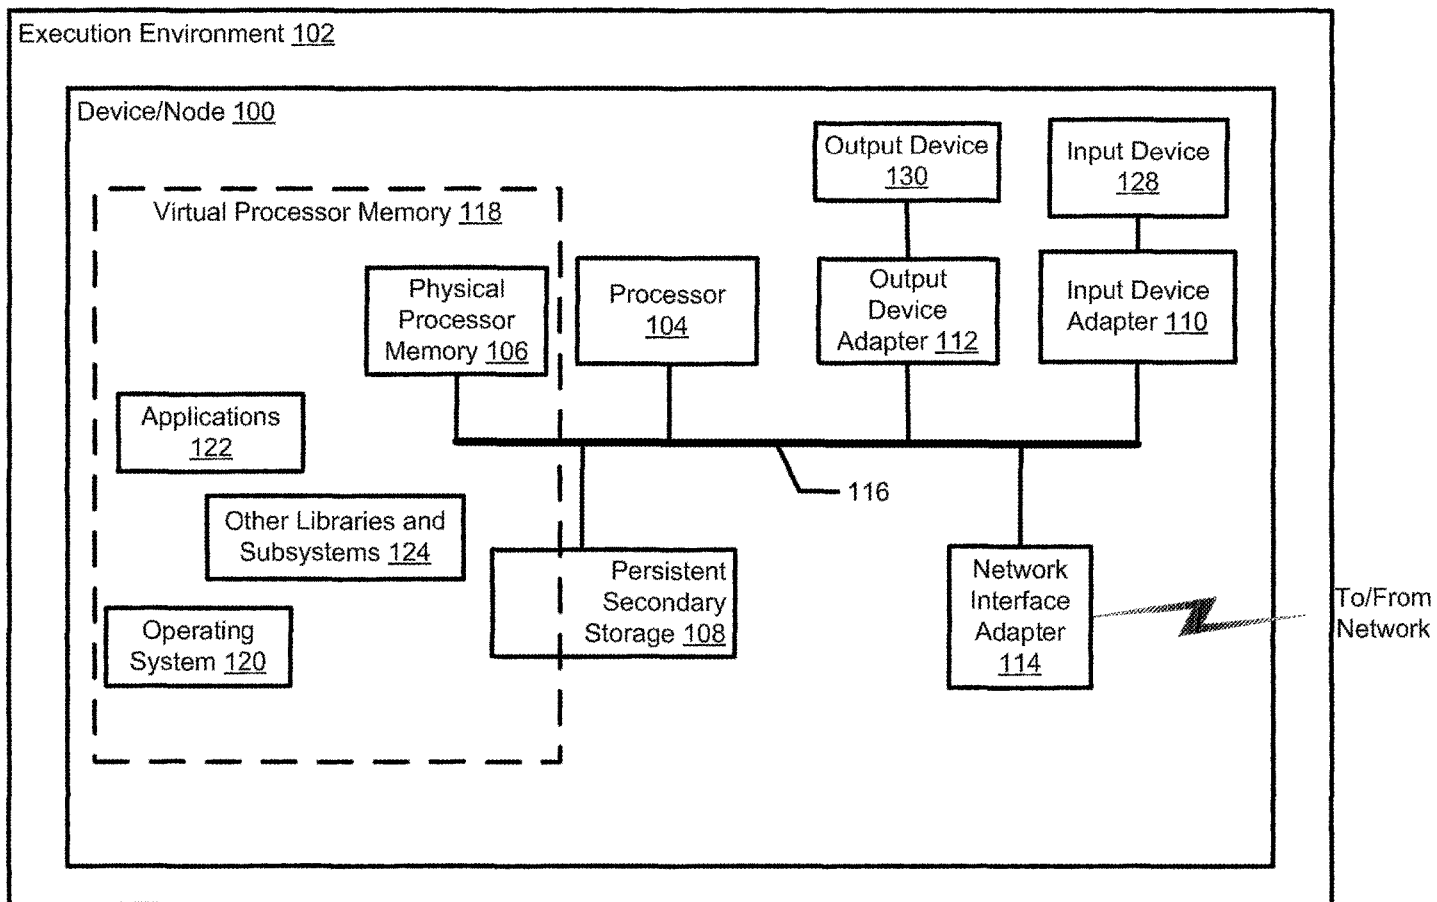 Execution Environment 102
Device/Node 100
Output Device
130
Input Device
128
Virtual Processor Memory 118
Physical
Processor
Memory 106
Processor
104
Output
Device
Adapter 112
Input Device
Adapter 110
Applications
122
116
Other Libraries and
Subsystems 124
Persistent
Secondary
Storage 108
Network
Interface
Adapter
114
To/From
Network
Operating
System 120